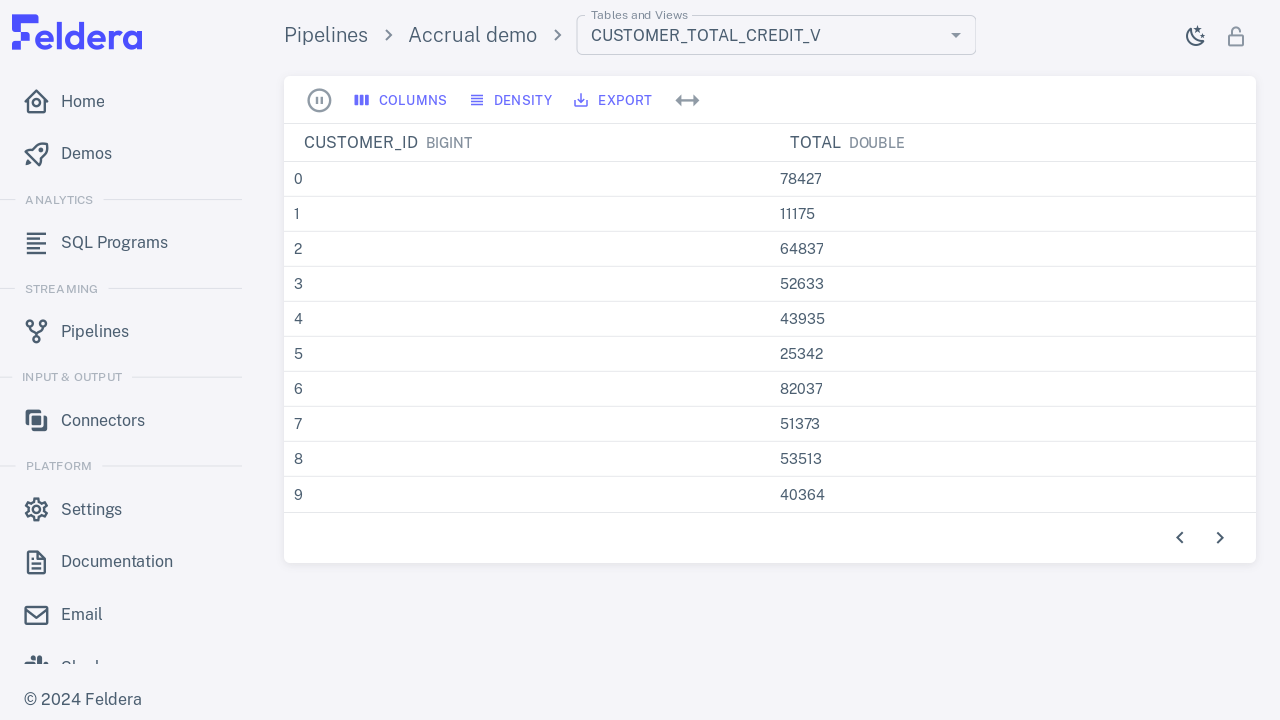 Feldera
Pipelines
Accrual demo
Tables and Views
CUSTOMER_TOTAL_CREDIT_V
Home
Demos
ANALYTICS
SQL Programs
STREAMING
Pipelines
INPUT & OUTPUT
Connectors
PLATFORM
Settings
Documentation
Email
© 2024 Feldera
COLUMNS DENSITY EXPORT
CUSTOMER_ID BIGINT TOTAL DOUBLE
0 78427
1 11175
2 64837
3 52633
4 43935
5 25342
6 82037
7 51373
8 53513
9 40364